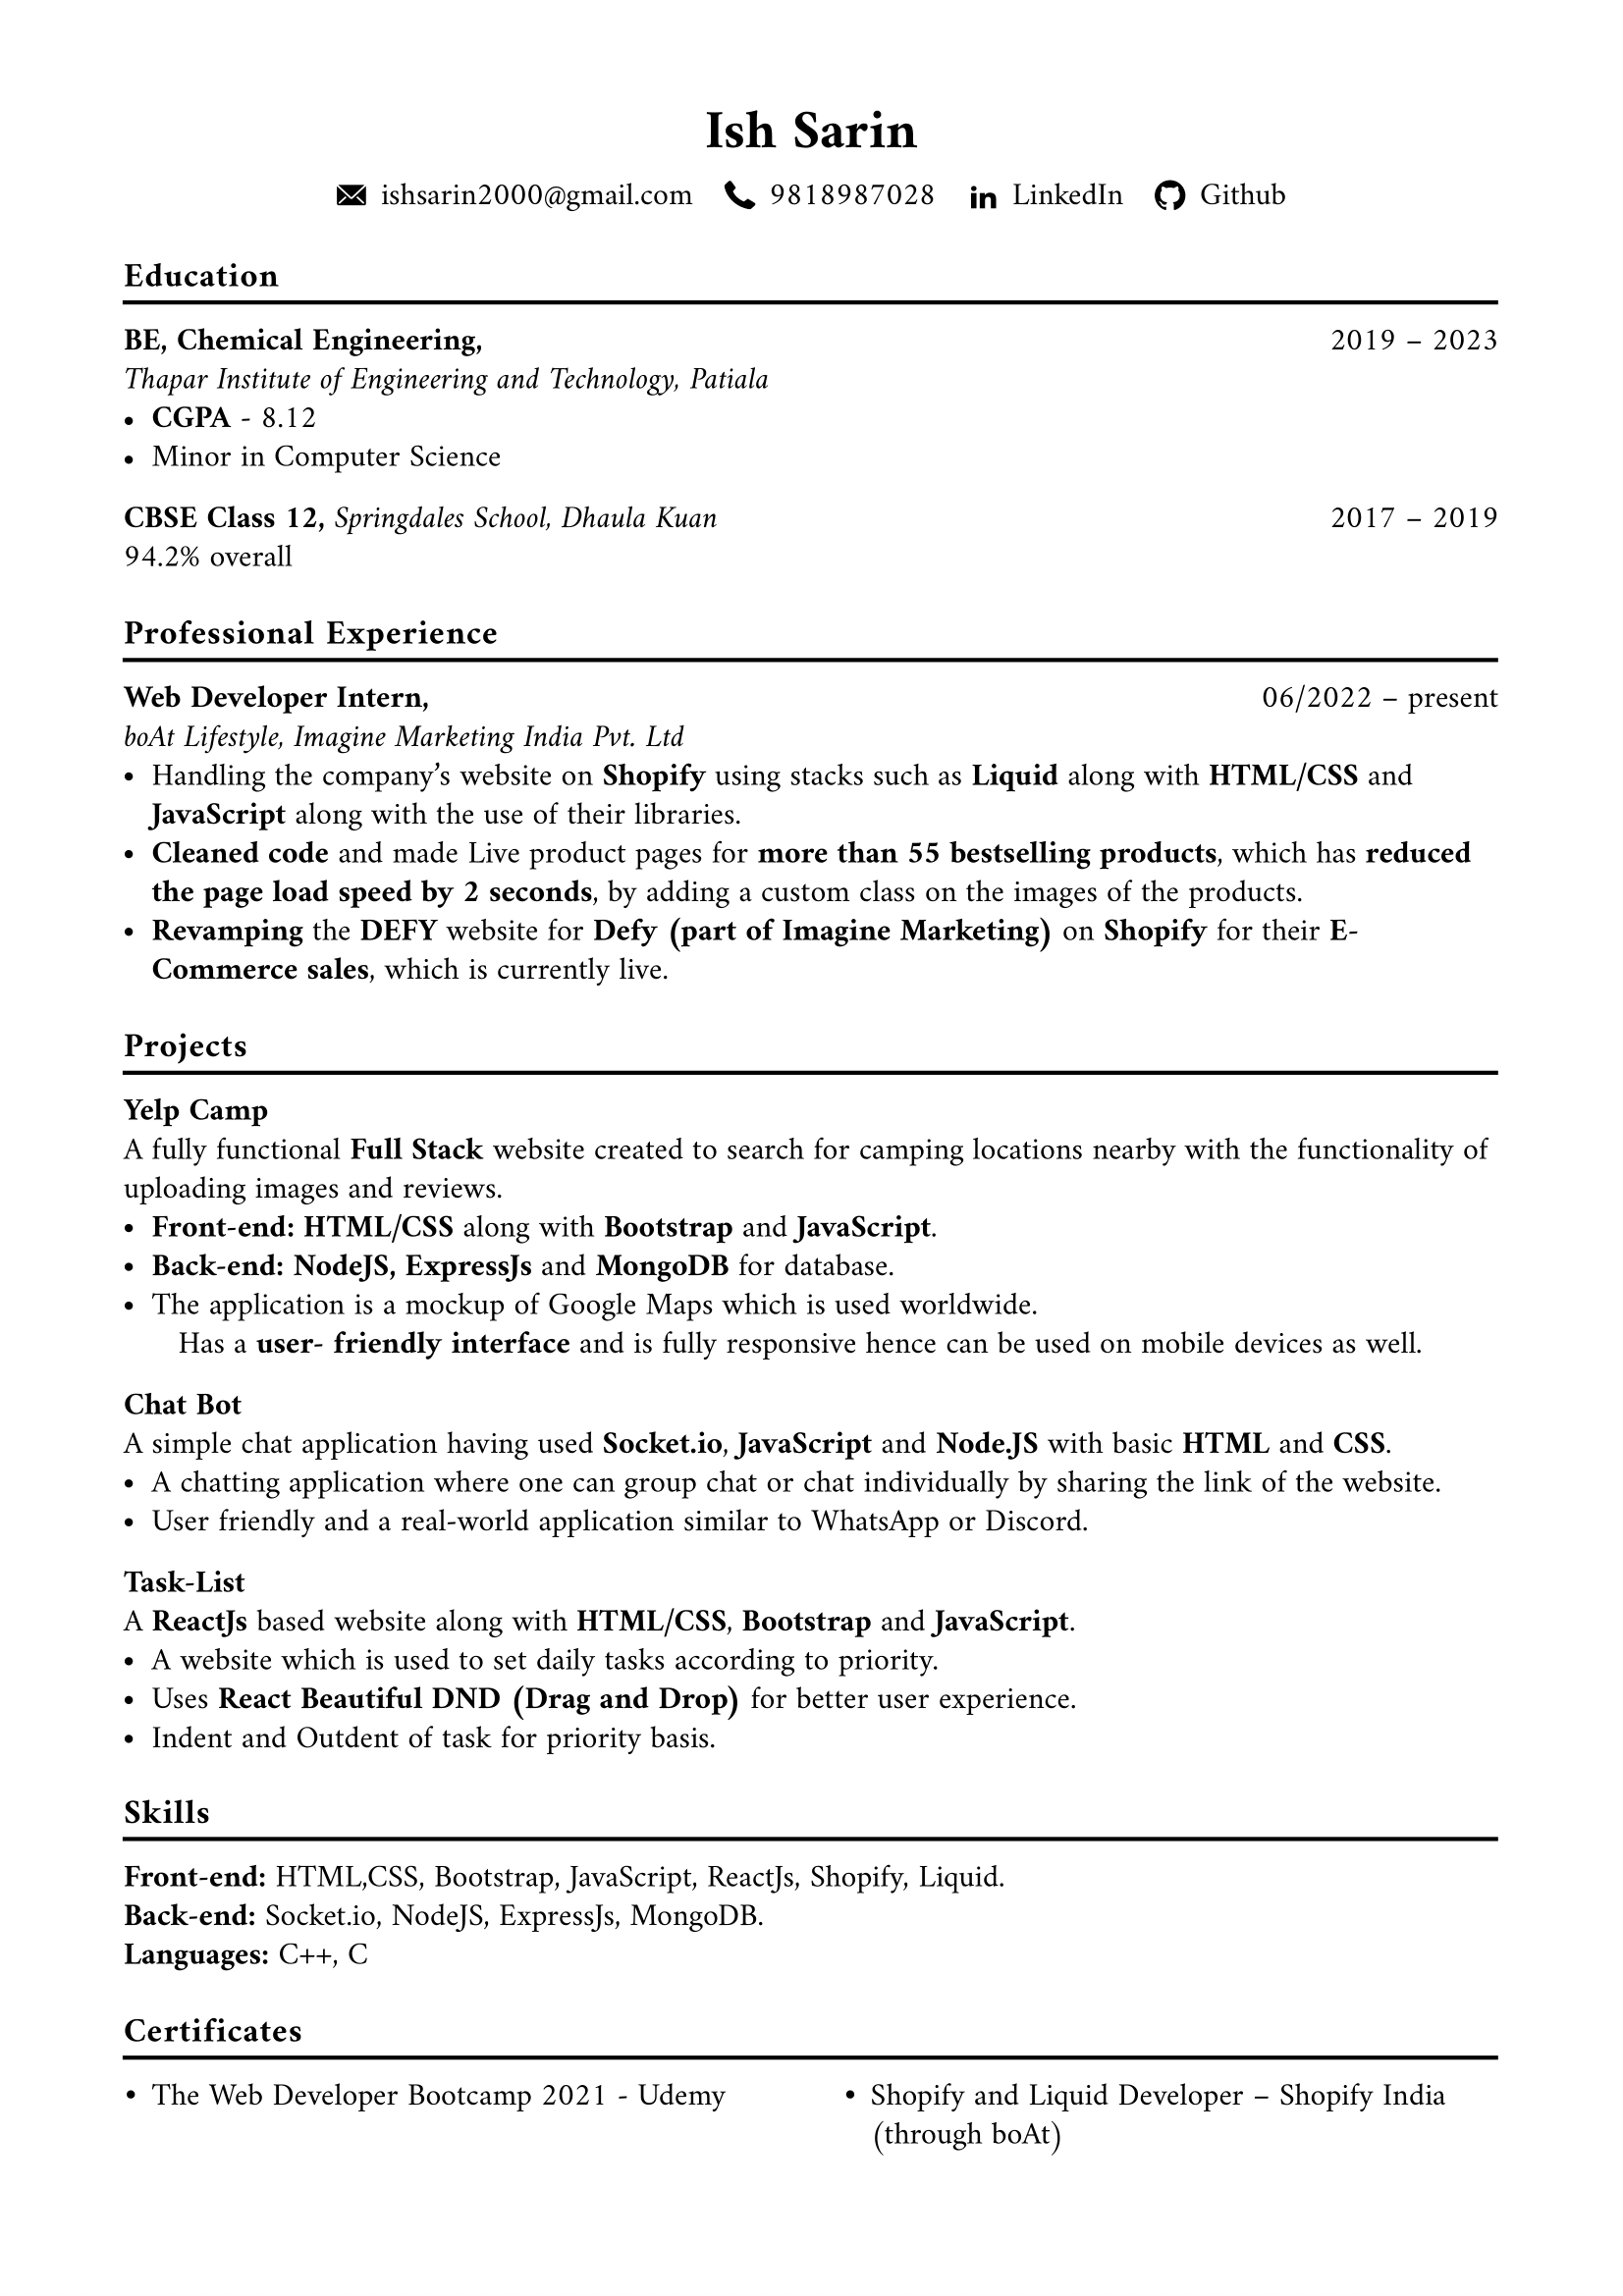 Ish Sarin
ishsarin2000@gmail.com 9818987028 LinkedIn Github
Education
BE, Chemical Engineering, 2019 – 2023
Thapar Institute of Engineering and Technology, Patiala
• CGPA - 8.12
• Minor in Computer Science
CBSE Class 12, Springdales School, Dhaula Kuan 2017 – 2019
94.2% overall
Professional Experience
Web Developer Intern, 06/2022 – present
boAt Lifestyle, Imagine Marketing India Pvt. Ltd
• Handling the company's website on Shopify using stacks such as Liquid along with HTML/CSS and
JavaScript along with the use of their libraries.
• Cleaned code and made Live product pages for more than 55 bestselling products, which has reduced
the page load speed by 2 seconds, by adding a custom class on the images of the products.
• Revamping the DEFY website for Defy (part of Imagine Marketing) on Shopify for their E-
Commerce sales, which is currently live.
Projects
Yelp Camp
A fully functional Full Stack website created to search for camping locations nearby with the functionality of
uploading images and reviews.
• Front-end: HTML/CSS along with Bootstrap and JavaScript.
• Back-end: NodeJS, ExpressJs and MongoDB for database.
• The application is a mockup of Google Maps which is used worldwide.
Has a user- friendly interface and is fully responsive hence can be used on mobile devices as well.
Chat Bot
A simple chat application having used Socket.io, JavaScript and Node.JS with basic HTML and CSS.
• A chatting application where one can group chat or chat individually by sharing the link of the website.
• User friendly and a real-world application similar to WhatsApp or Discord.
Task-List
A ReactJs based website along with HTML/CSS, Bootstrap and JavaScript.
• A website which is used to set daily tasks according to priority.
• Uses React Beautiful DND (Drag and Drop) for better user experience.
• Indent and Outdent of task for priority basis.
Skills
Front-end: HTML,CSS, Bootstrap, JavaScript, ReactJs, Shopify, Liquid.
Back-end: Socket.io, NodeJS, ExpressJs, MongoDB.
Languages: C++, C
Certificates
• The Web Developer Bootcamp 2021 - Udemy
• Shopify and Liquid Developer – Shopify India
(through boAt)